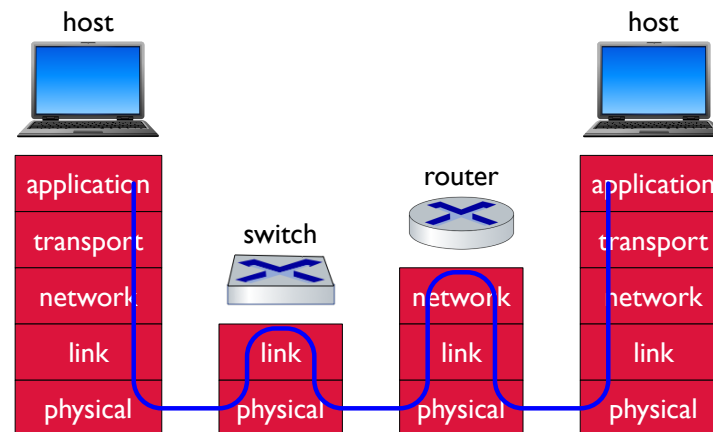 host
host
application
transport
network
link
physical
switch
link
physical
router
network
link
physical
application
transport
network
link
physical